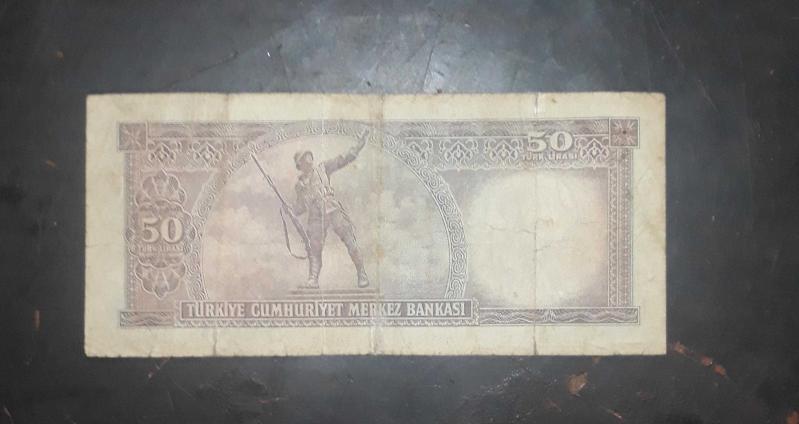 50
TÜRK LİRASI
50
TÜRK LİRASI
TÜRKİYE CUMHURİYET MERKEZ BANKASI